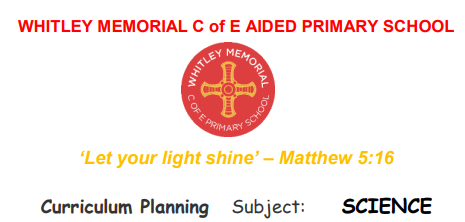 WHITLEY MEMORIAL C of E AIDED PRIMARY SCHOOL
WHITLEY MEMORIAL
C OF E PRIMARY SCHOOL
‘Let your light shine’ – Matthew 5:16
Curriculum Planning Subject: SCIENCE